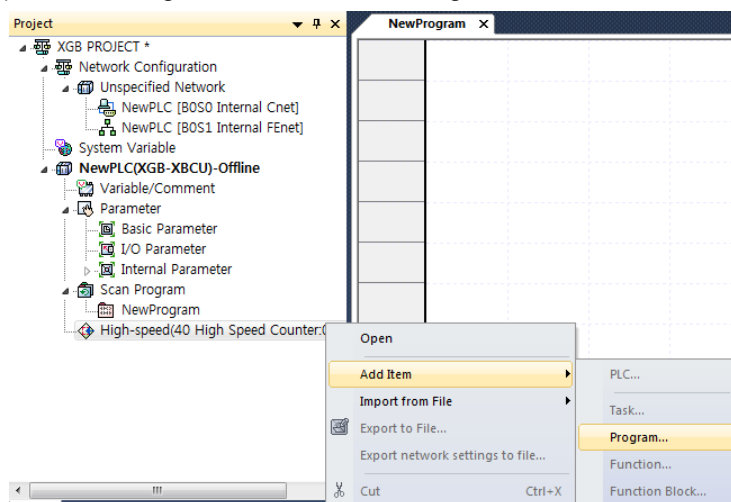 Project
NewProgram
XGB PROJECT *
Network Configuration
Unspecified Network
NewPLC [B0S0 Internal Cnet]
NewPLC [B0S1 Internal FEnet]
System Variable
NewPLC(XGB-XBCU)-Offline
Variable/Comment
Parameter
Basic Parameter
I/O Parameter
Internal Parameter
Scan Program
NewProgram
High-speed(40 High Speed Counter:
Open
Add Item
Import from File
Export to File...
Export network settings to file...
Cut Ctrl+X
PLC...
Task...
Program...
Function...
Function Block...